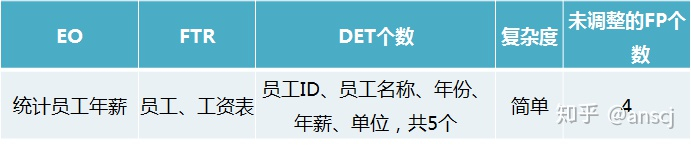 EO FTR DET个数 复杂度 未调整的FP个数
统计员工年薪 员工、工资表 员工ID、员工名称、年份、
年薪、单位，共5个 简单 4
知乎 @anscj